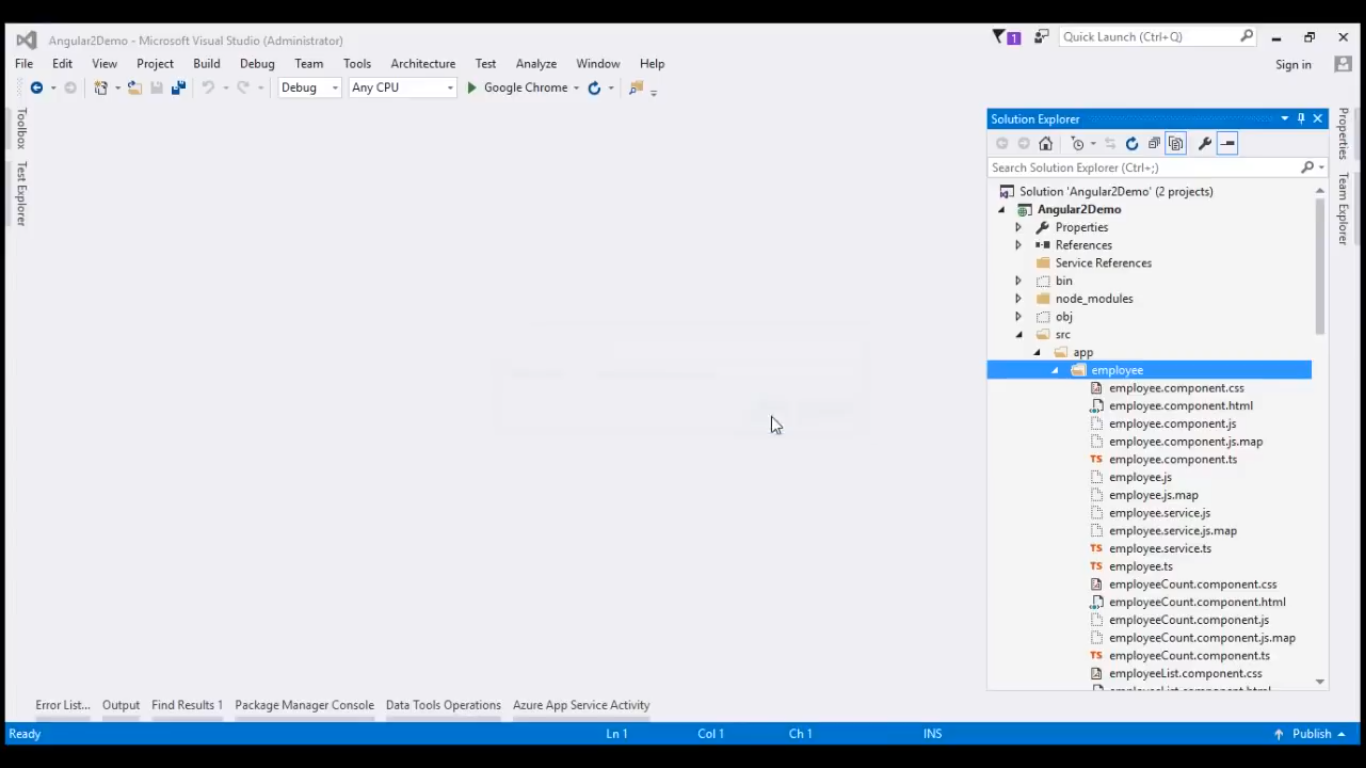 Angular2Demo - Microsoft Visual Studio (Administrator)
1
Quick Launch (Ctrl+Q)
File Edit View Project Build Debug Team Tools Architecture Test Analyze Window Help
Sign in
Debug Any CPU Google Chrome
Toolbox
Test Explorer
Solution Explorer
Search Solution Explorer (Ctrl+;)
Solution 'Angular2Demo' (2 projects)
Angular2Demo
Properties
References
Service References
bin
node_modules
obj
src
app
employee
employee.component.css
employee.component.html
employee.component.js
employee.component.js.map
TS employee.component.ts
employee.js
employee.js.map
employee.service.js
employee.service.js.map
TS employee.service.ts
TS employee.ts
employeeCount.component.css
employeeCount.component.html
employeeCount.component.js
employeeCount.component.js.map
TS employeeCount.component.ts
employeeList.component.css
employeeList.component.html
Properties
Team Explorer
Error List... Output Find Results 1 Package Manager Console Data Tools Operations Azure App Service Activity
Ready Ln 1 Col 1 Ch 1 INS Publish